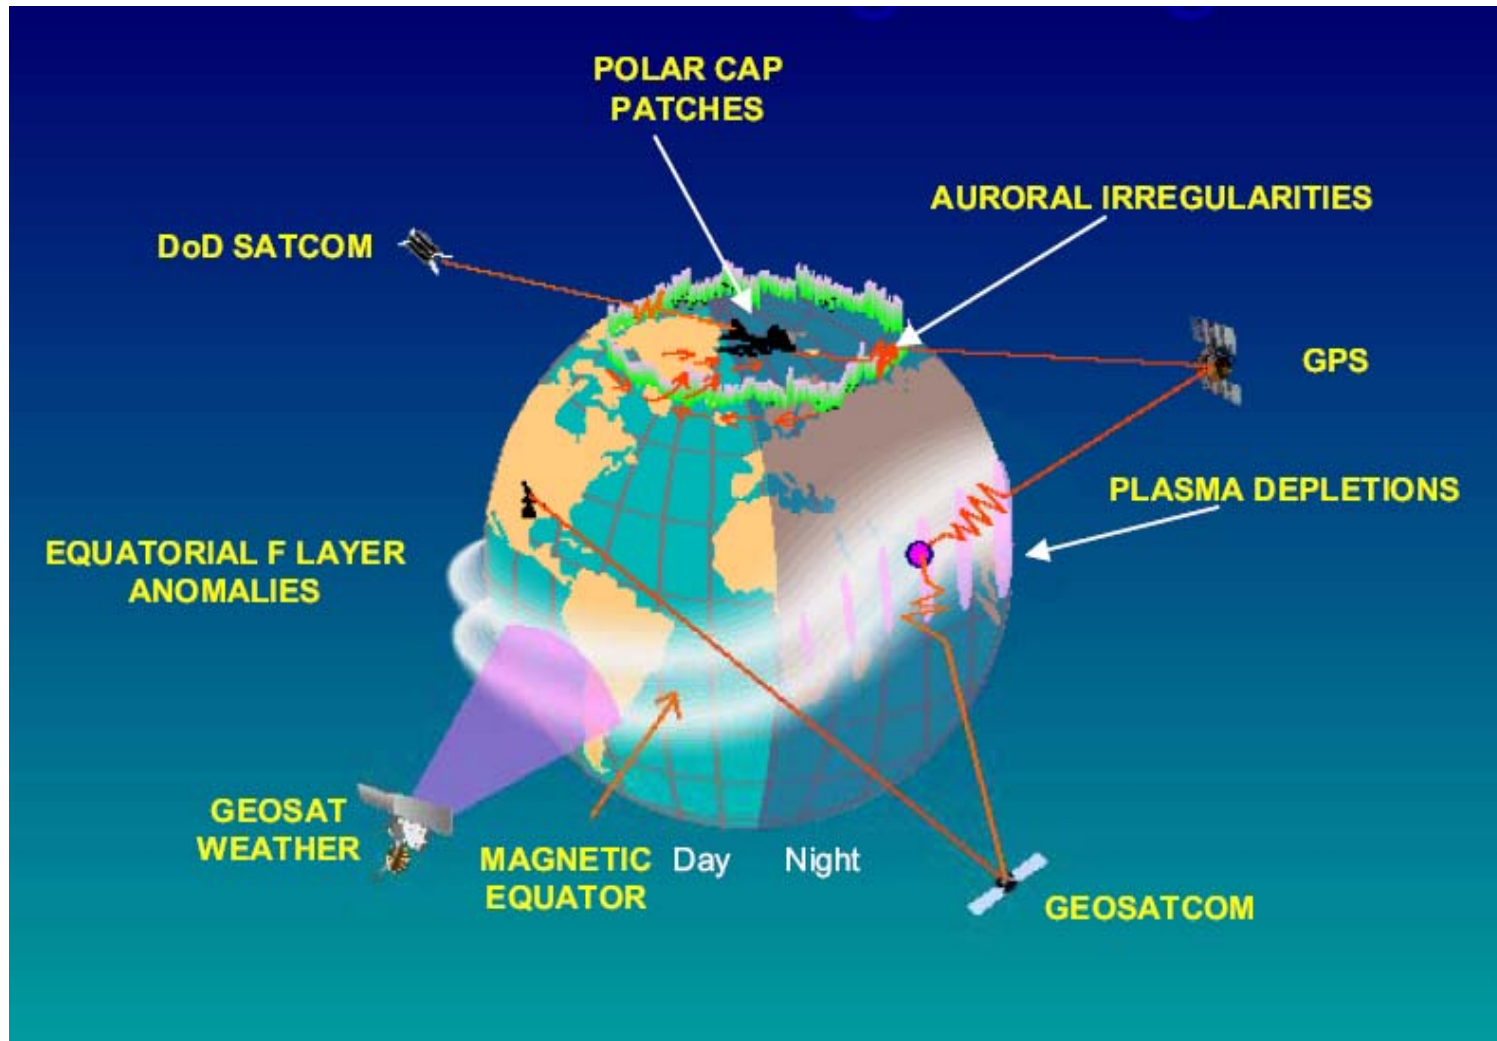 POLAR CAP
PATCHES
AURORAL IRREGULARITIES
DoD SATCOM
GPS
PLASMA DEPLETIONS
EQUATORIAL F LAYER
ANOMALIES
GEOSAT
WEATHER
MAGNETIC
EQUATOR
Day
Night
GEOSATCOM